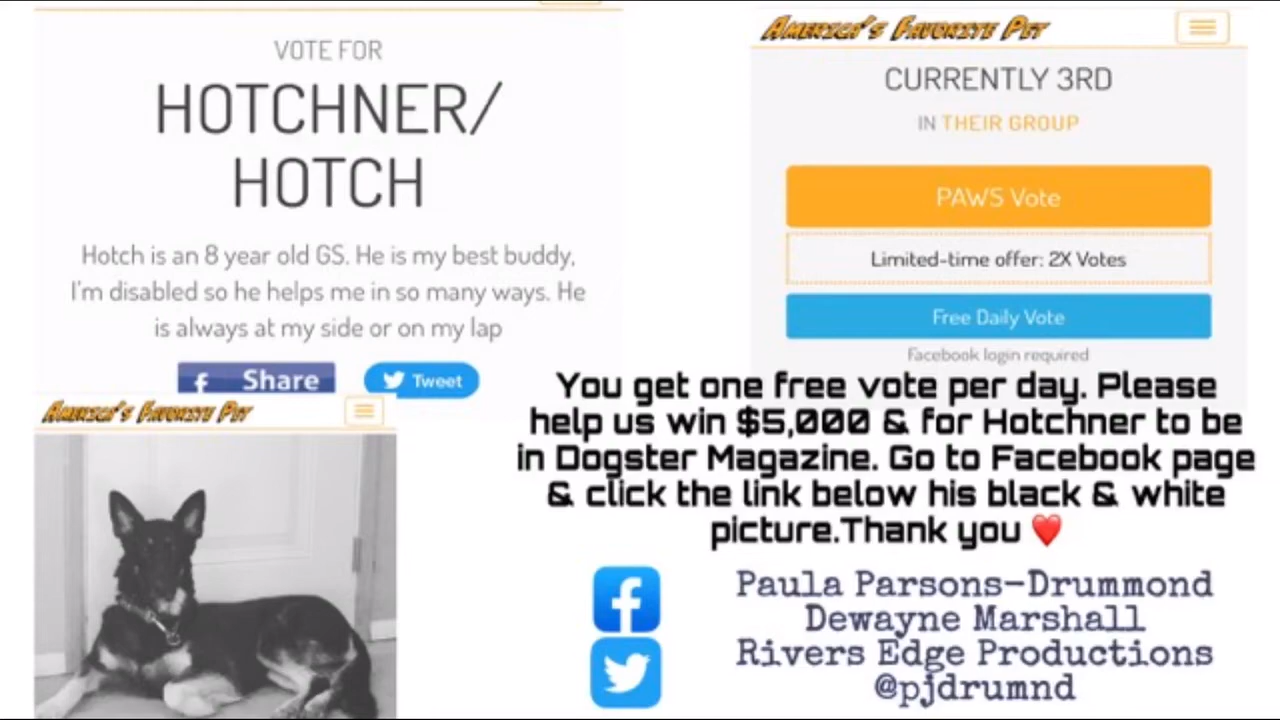 VOTE FOR
HOTCHNER/
HOTCH
Hotch is an 8 year old GS. He is my best buddy,
I'm disabled so he helps me in so many ways. He
is always at my side or on my lap
Share
Tweet
AMERICA'S FAVORITE PET
AMERICA'S FAVORITE PET
CURRENTLY 3RD
IN THEIR GROUP
PAWS Vote
Limited-time offer: 2X Votes
Free Daily Vote
Facebook login required
You get one free vote per day. Please
help us win $5,000 & for Hotchner to be
in Dogster Magazine. Go to Facebook page
& click the link below his black & white
picture.Thank you ❤️
Paula Parsons-Drummond
Dewayne Marshall
Rivers Edge Productions
@pjdrumnd